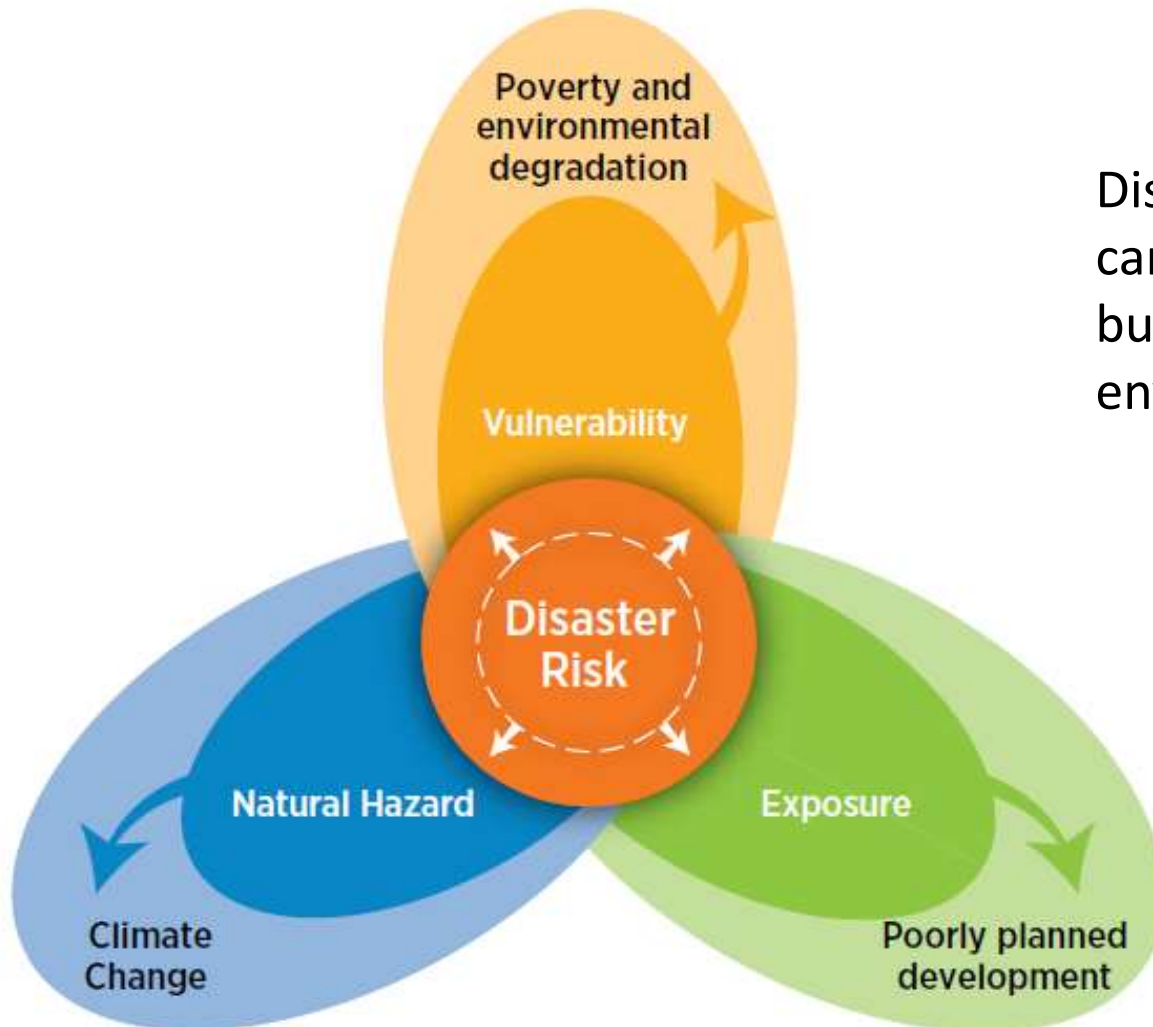 Poverty and
environmental
degradation
Vulnerability
Disaster
Risk
Natural Hazard
Exposure
Climate
Change
Poorly planned
development